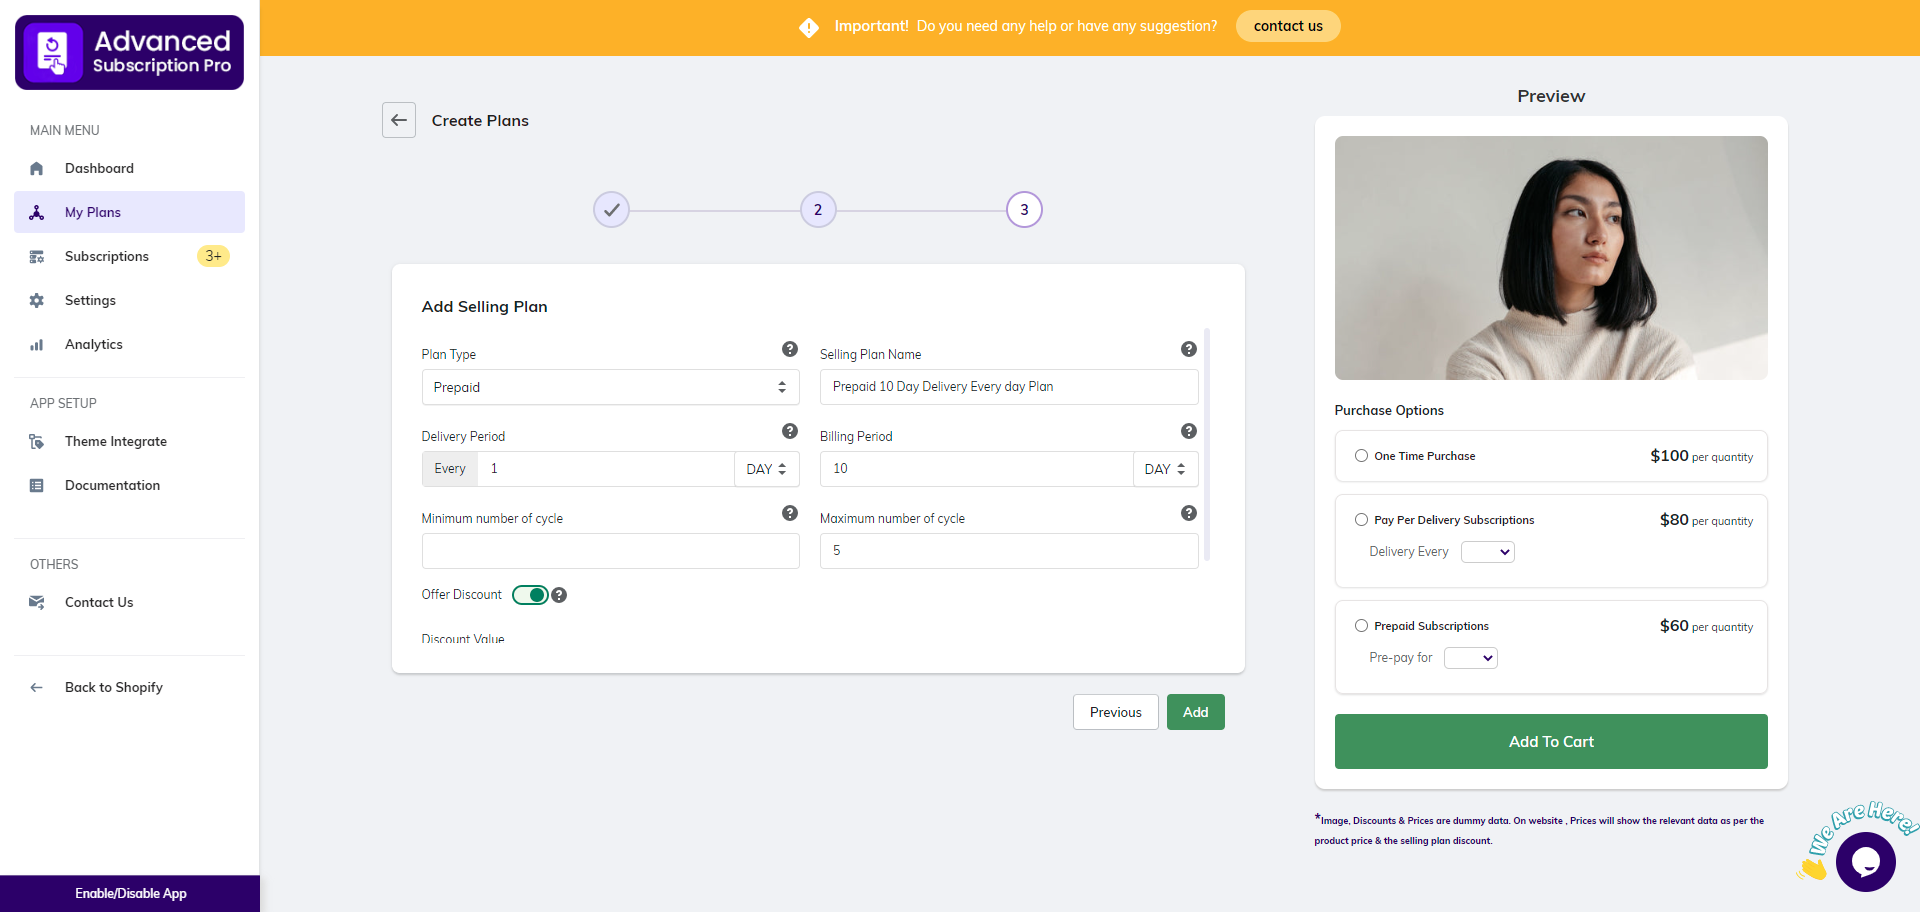 Advanced
Subscription Pro
Important! Do you need any help or have any suggestion? contact us
MAIN MENU
Dashboard
My Plans
Subscriptions 3+
Settings
Analytics
APP SETUP
Theme Integrate
Documentation
OTHERS
Contact Us
Back to Shopify
Enable/Disable App
Create Plans
2 3
Add Selling Plan
Plan Type
Prepaid
Selling Plan Name
Prepaid 10 Day Delivery Every day Plan
Delivery Period
Every 1 DAY
Billing Period
10 DAY
Minimum number of cycle
Maximum number of cycle
5
Offer Discount
Discount Value
Previous Add
Preview
Purchase Options
One Time Purchase $100 per quantity
Pay Per Delivery Subscriptions $80 per quantity
Delivery Every
Prepaid Subscriptions $60 per quantity
Pre-pay for
Add To Cart
*Image, Discounts & Prices are dummy data. On website , Prices will show the relevant data as per the
product price & the selling plan discount.
We Are Here!